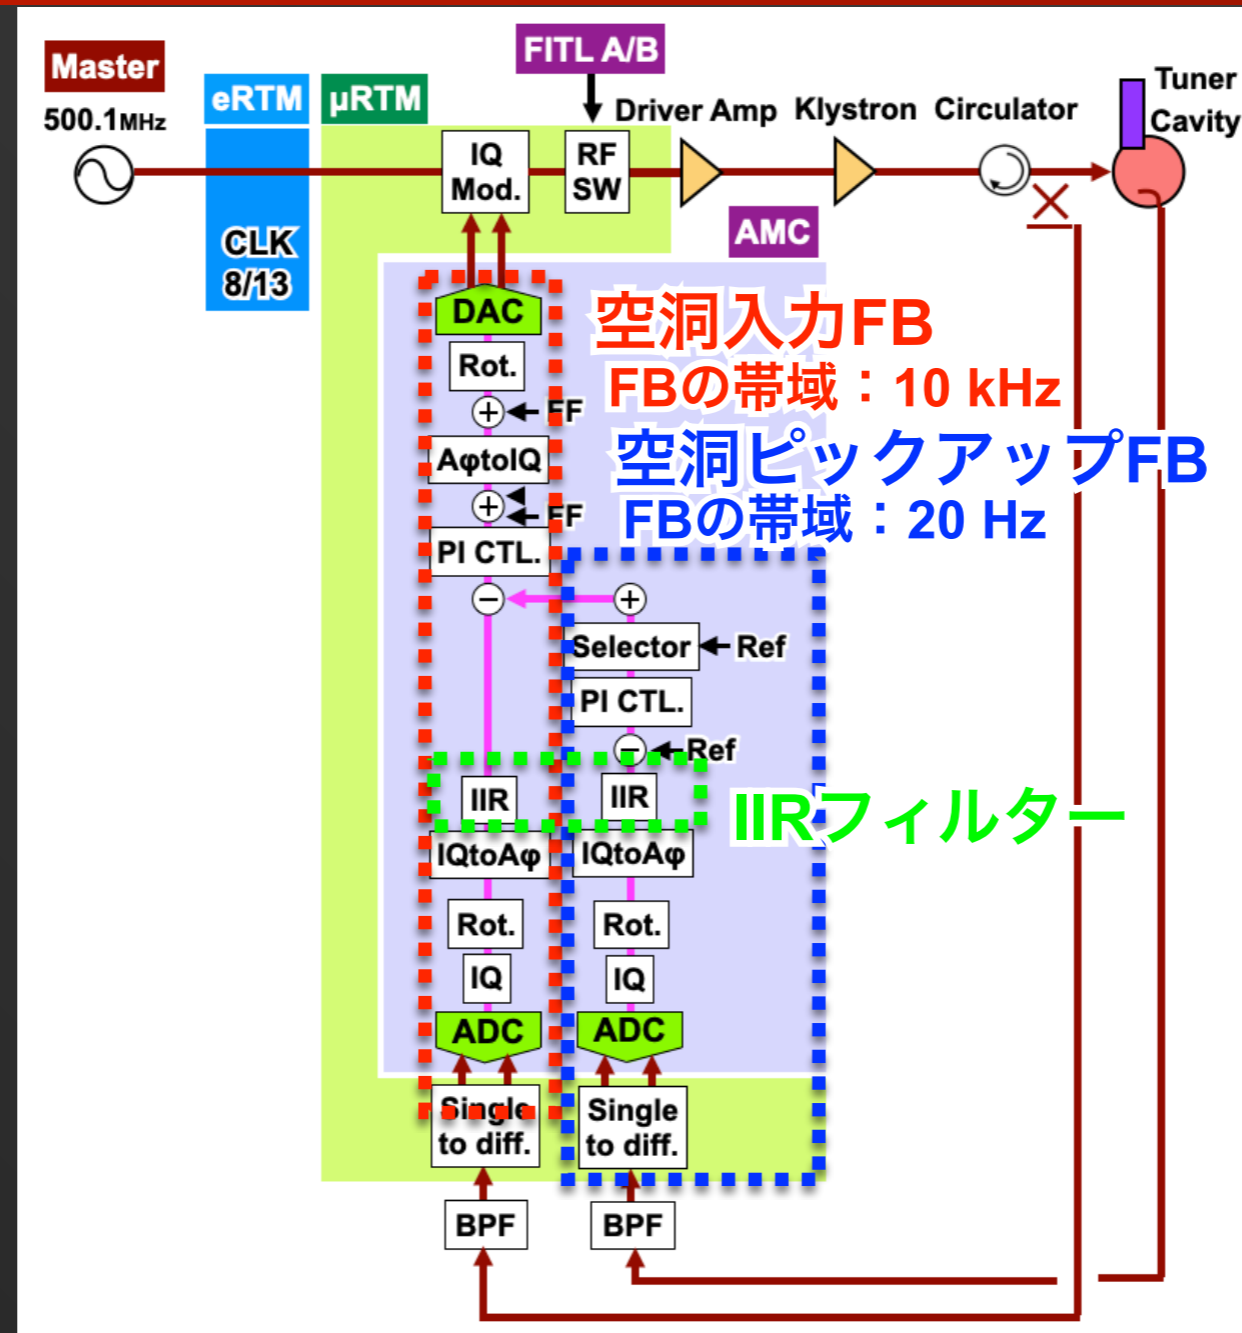 Master
500.1MHz
eRTM
CLK
8/13
µRTM
FITL A/B
IQ
Mod.
RF
SW
Driver Amp
Klystron
Circulator
Tuner
Cavity
AMC
DAC
Rot.
+
FF
AφtoIQ
+
FF
PI CTL.
−
空洞入力FB
FBの帯域：10 kHz
空洞ピックアップFB
FBの帯域：20 Hz
+
Selector
Ref
PI CTL.
−
Ref
IIR
IIR
IIRフィルター
IQtoAφ
IQtoAφ
Rot.
Rot.
IQ
IQ
ADC
ADC
Single
to diff.
Single
to diff.
BPF
BPF